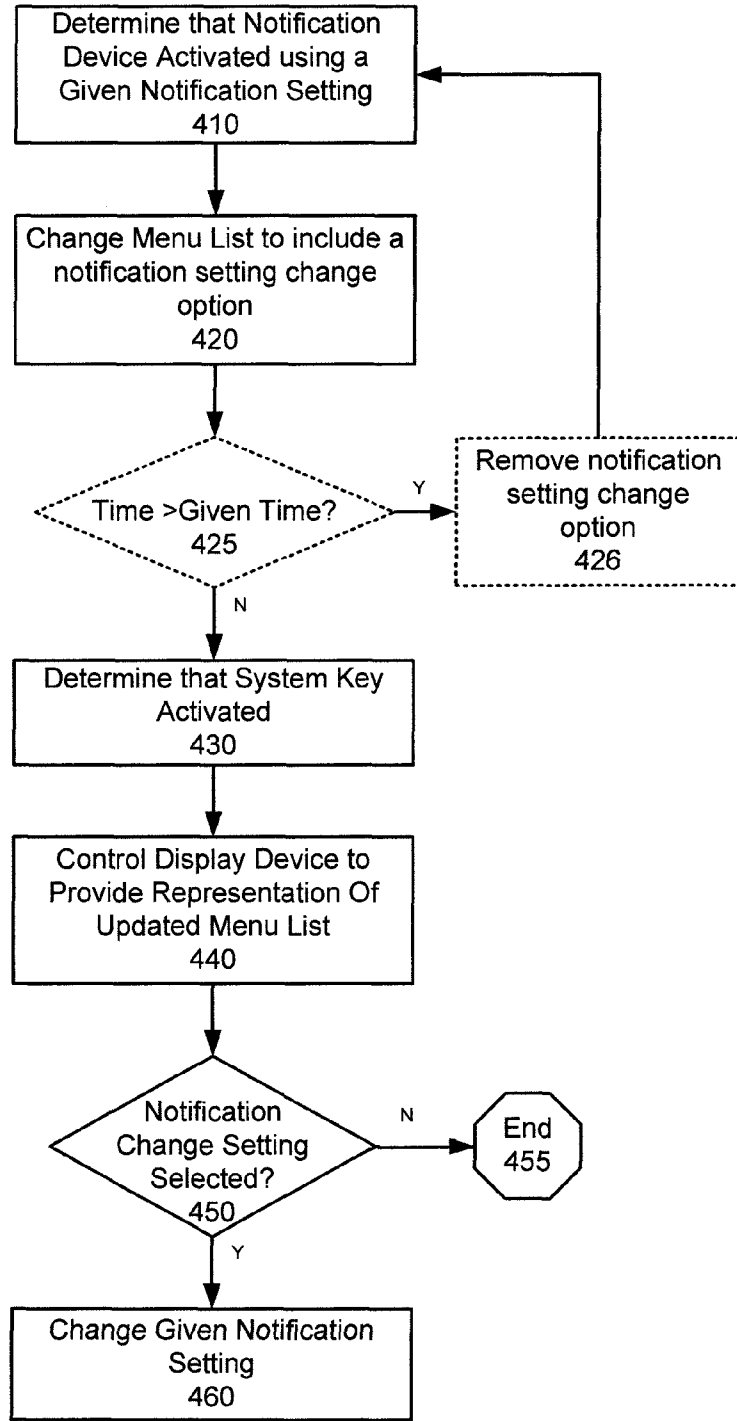 Determine that Notification
Device Activated using a
Given Notification Setting
410
Change Menu List to include a
notification setting change
option
420
Time >Given Time?
425
Y
Remove notification
setting change
option
426
N
Determine that System Key
Activated
430
Control Display Device to
Provide Representation Of
Updated Menu List
440
Notification
Change Setting
Selected?
450
N
End
455
Y
Change Given Notification
Setting
460